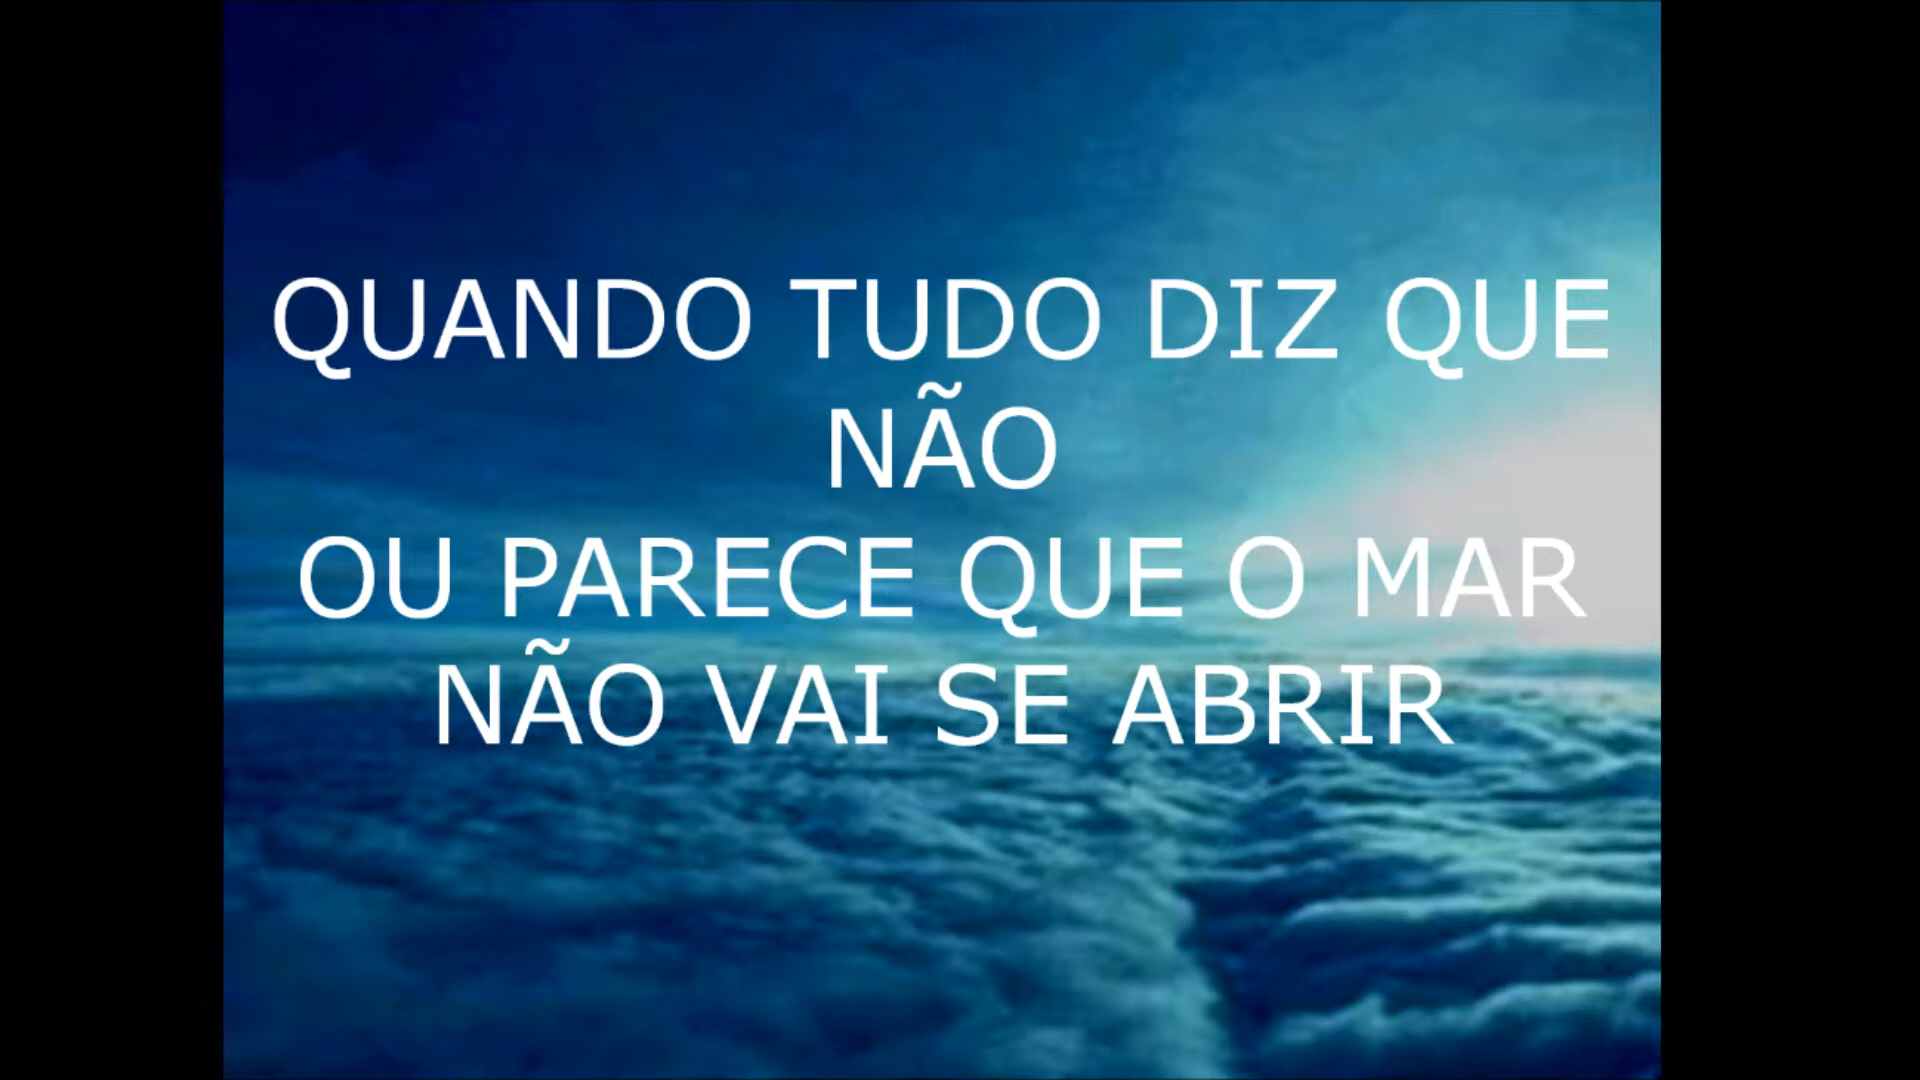 QUANDO TUDO DIZ QUE
NÃO
OU PARECE QUE O MAR
NÃO VAI SE ABRIR